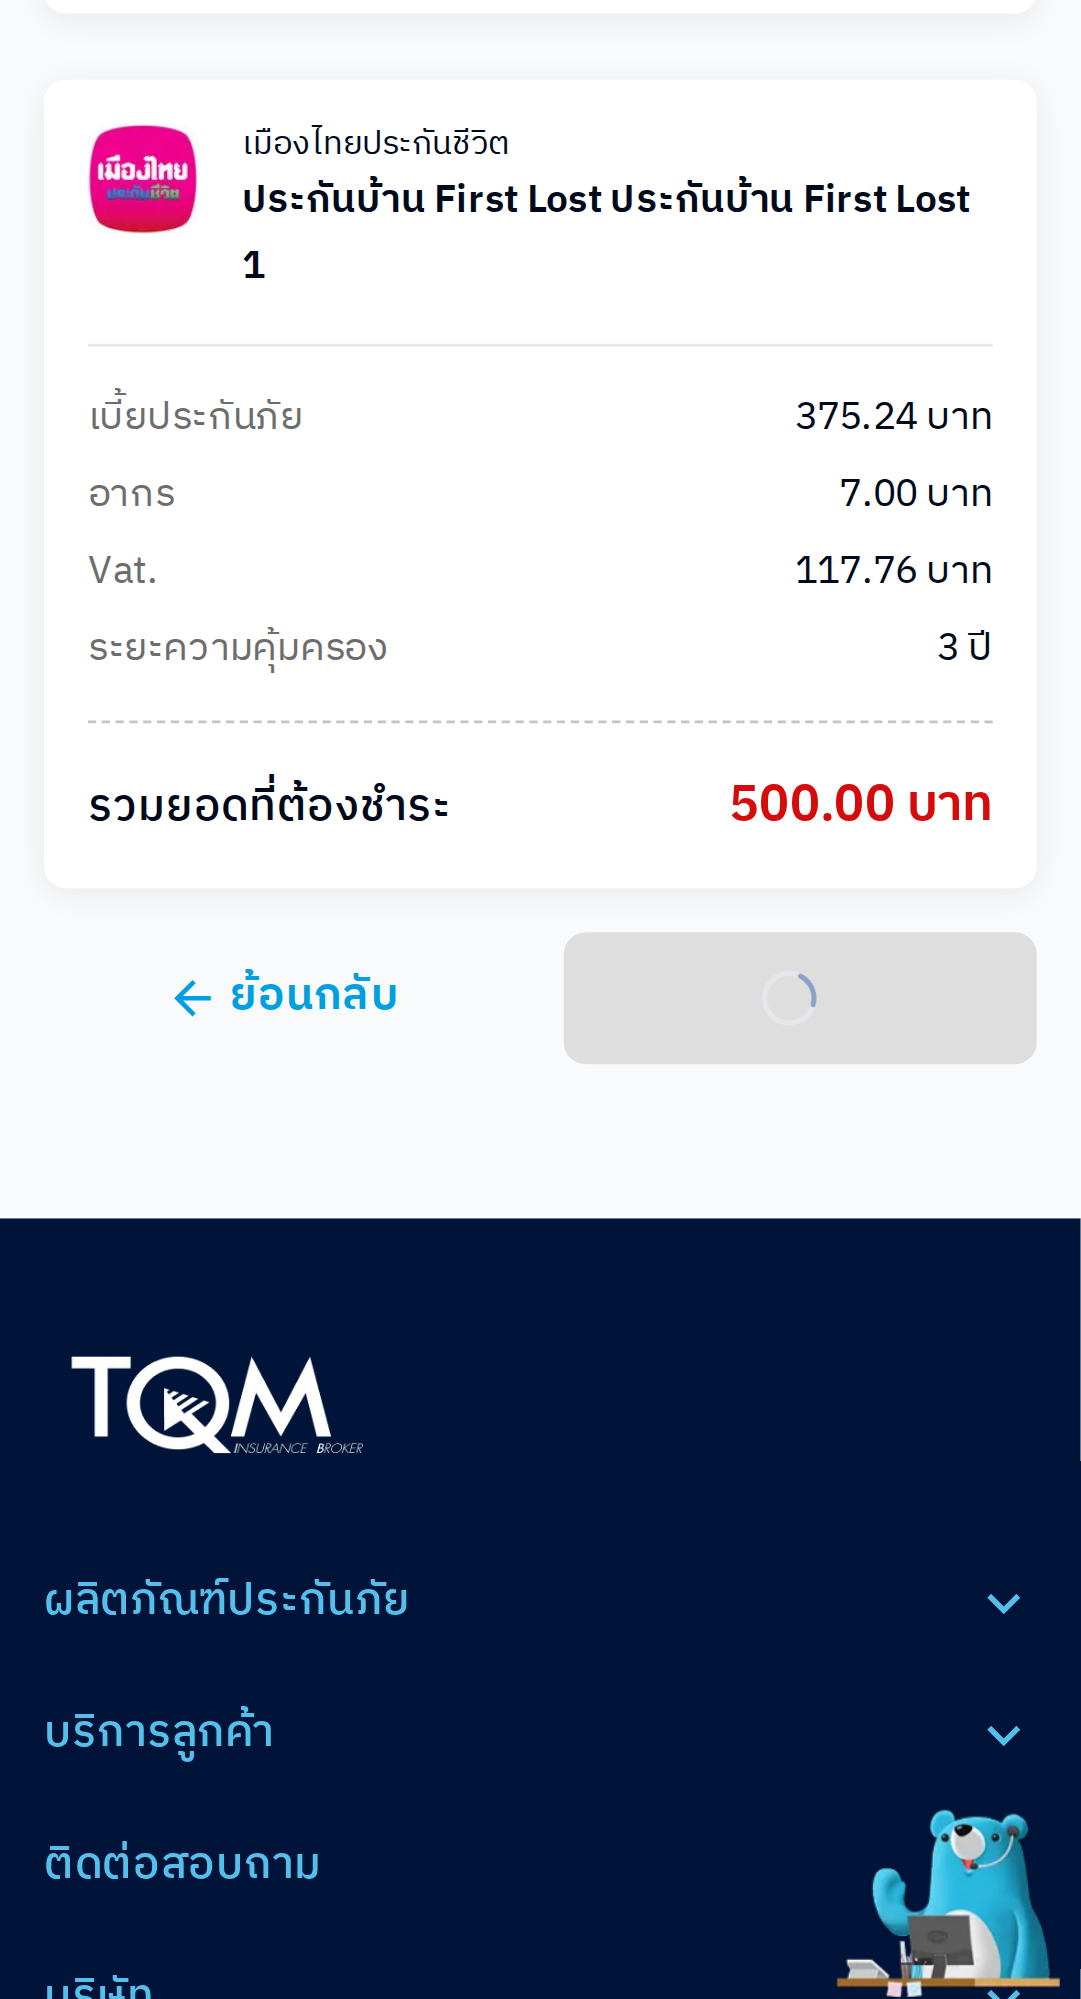 เมืองไทย
ประกันชีวิต
เมืองไทยประกันชีวิต
ประกันบ้าน First Lost ประกันบ้าน First Lost
1
เบี้ยประกันภัย 375.24 บาท
อากร 7.00 บาท
Vat. 117.76 บาท
ระยะความคุ้มครอง 3 ปี
รวมยอดที่ต้องชำระ 500.00 บาท
← ย้อนกลับ
TQM
INSURANCE BROKER
ผลิตภัณฑ์ประกันภัย
บริการลูกค้า
ติดต่อสอบถาม
บริษัท